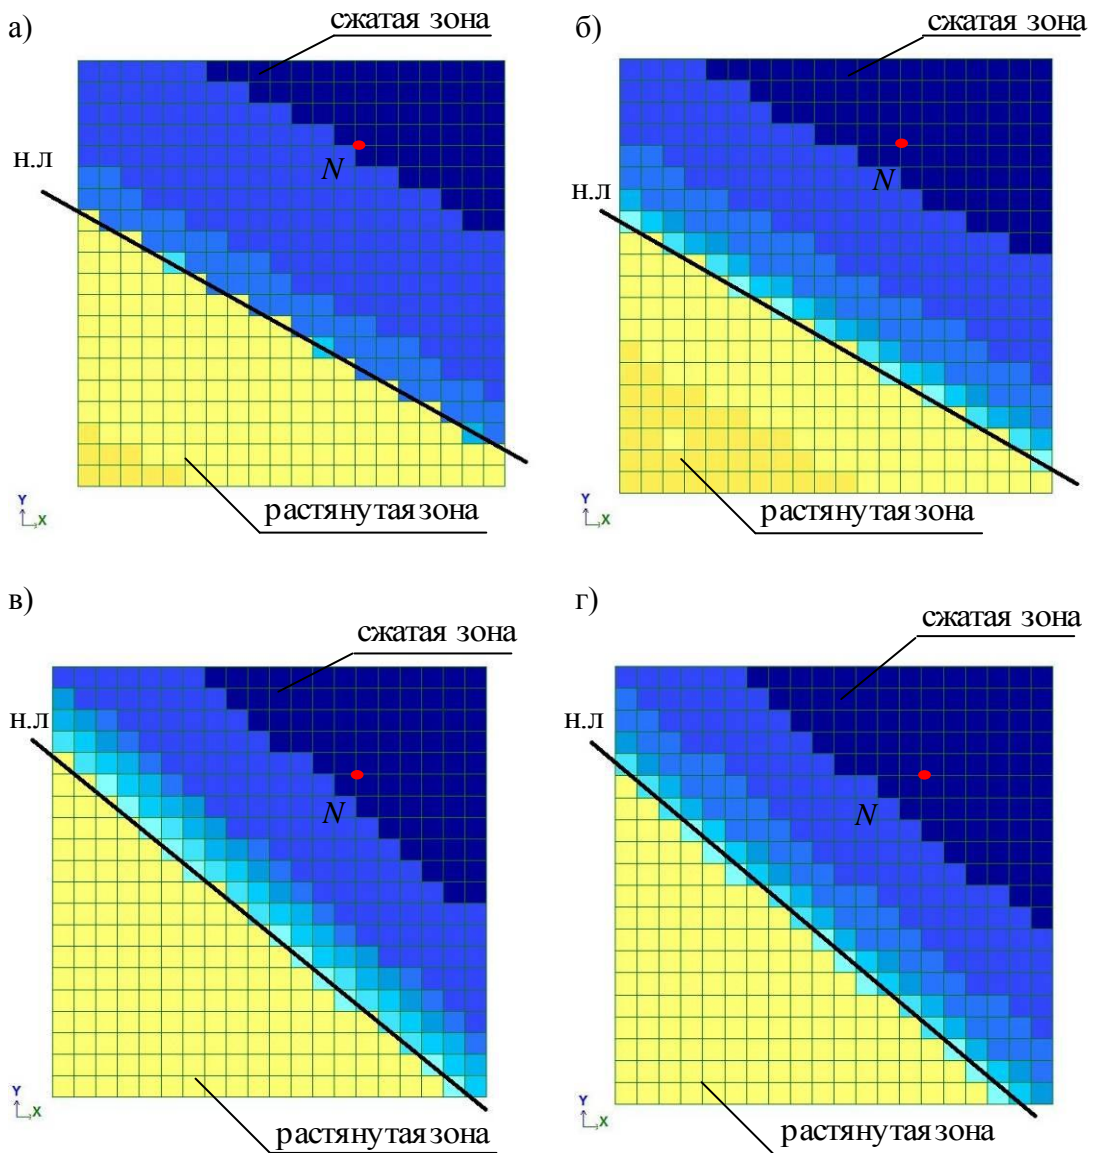 а)
сжатая зона
н.л
N
Y
X
растянутая зона
б)
сжатая зона
н.л
N
Y
X
растянутая зона
в)
сжатая зона
н.л
N
Y
X
растянутая зона
г)
сжатая зона
н.л
N
Y
X
растянутая зона